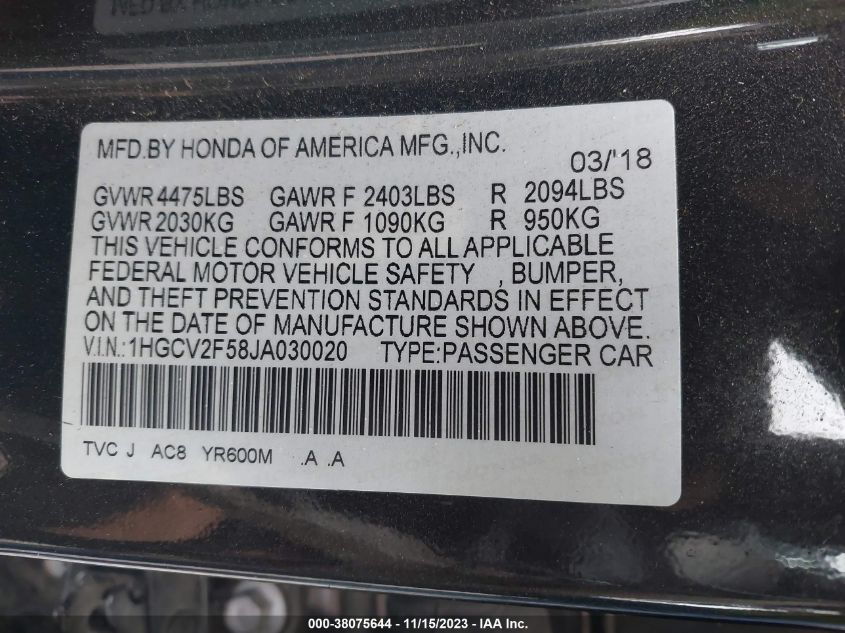 MFD.BY HONDA OF AMERICA MFG.,INC. 03/'18
GVWR 4475LBS GAWR F 2403LBS R 2094LBS
GVWR 2030KG GAWR F 1090KG R 950KG
THIS VEHICLE CONFORMS TO ALL APPLICABLE
FEDERAL MOTOR VEHICLE SAFETY , BUMPER,
AND THEFT PREVENTION STANDARDS IN EFFECT
ON THE DATE OF MANUFACTURE SHOWN ABOVE.
V.I.N.:1HGCV2F58JA030020 TYPE:PASSENGER CAR
TVC J AC8 YR600M .A .A
000-38075644 - 11/15/2023 - IAA Inc.